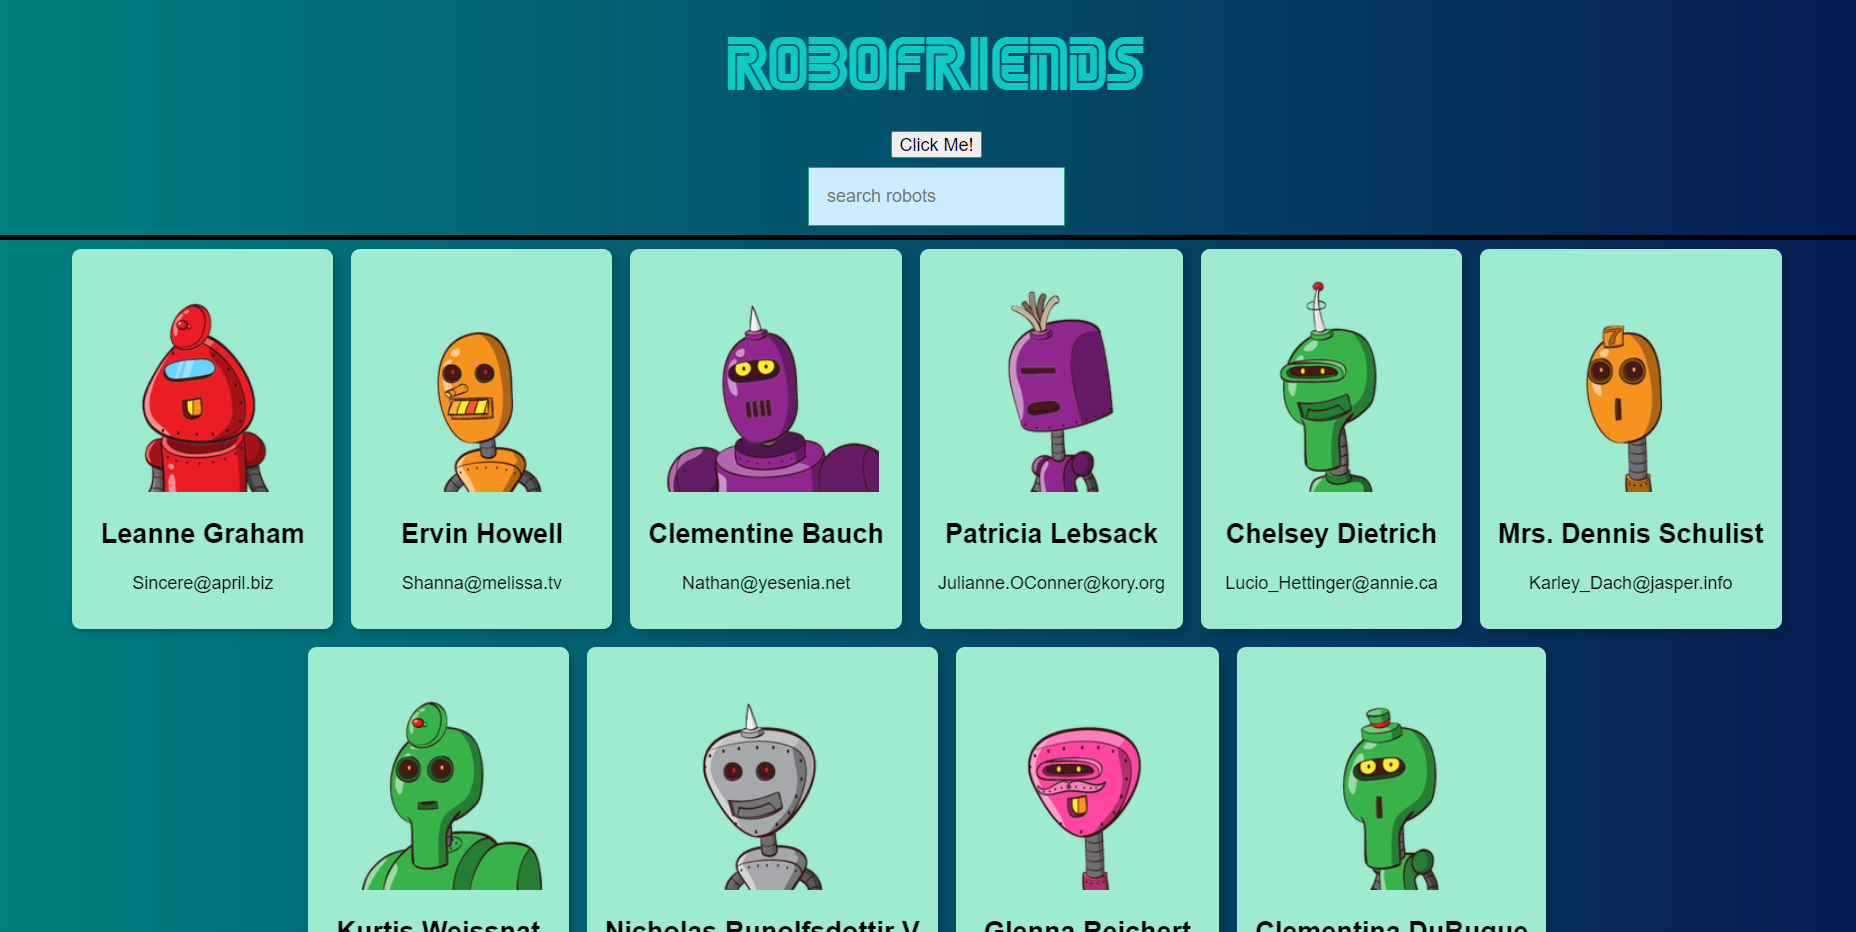 ROBOFRIENDS
Click Me!
search robots
Leanne Graham
Sincere@april.biz
Ervin Howell
Shanna@melissa.tv
Clementine Bauch
Nathan@yesenia.net
Patricia Lebsack
Julianne.OConner@kory.org
Chelsey Dietrich
Lucio_Hettinger@annie.ca
Mrs. Dennis Schulist
Karley_Dach@jasper.info
Kurtis Weissnat
Nicholas Runolfsdottir V
Glenna Reichert
Clementina DuBuque